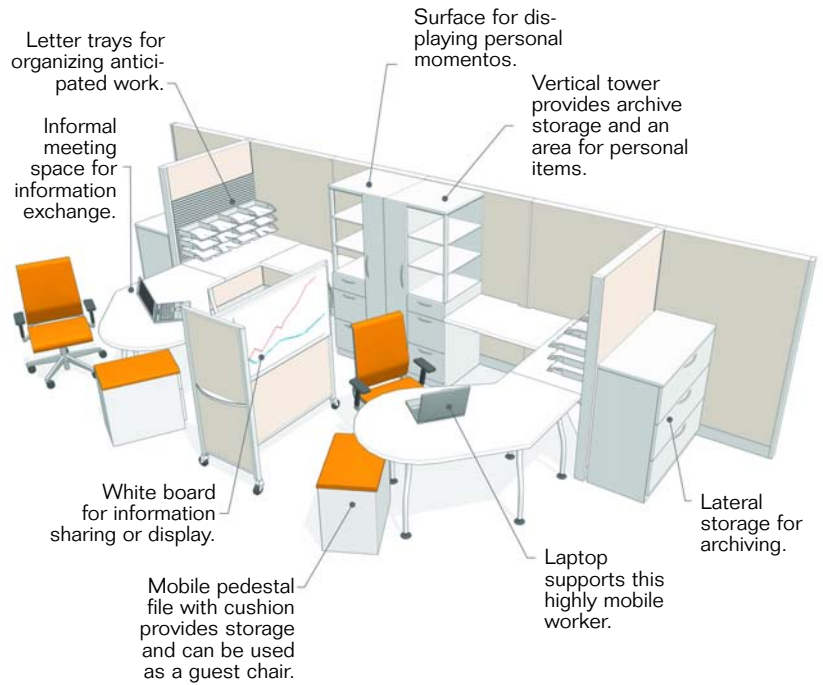 Letter trays for
organizing antici-
pated work.
Surface for dis-
playing personal
momentos.
Vertical tower
provides archive
storage and an
area for personal
items.
Informal
meeting
space for
information
exchange.
White board
for information
sharing or display.
Mobile pedestal
file with cushion
provides storage
and can be used
as a guest chair.
Laptop
supports this
highly mobile
worker.
Lateral
storage for
archiving.